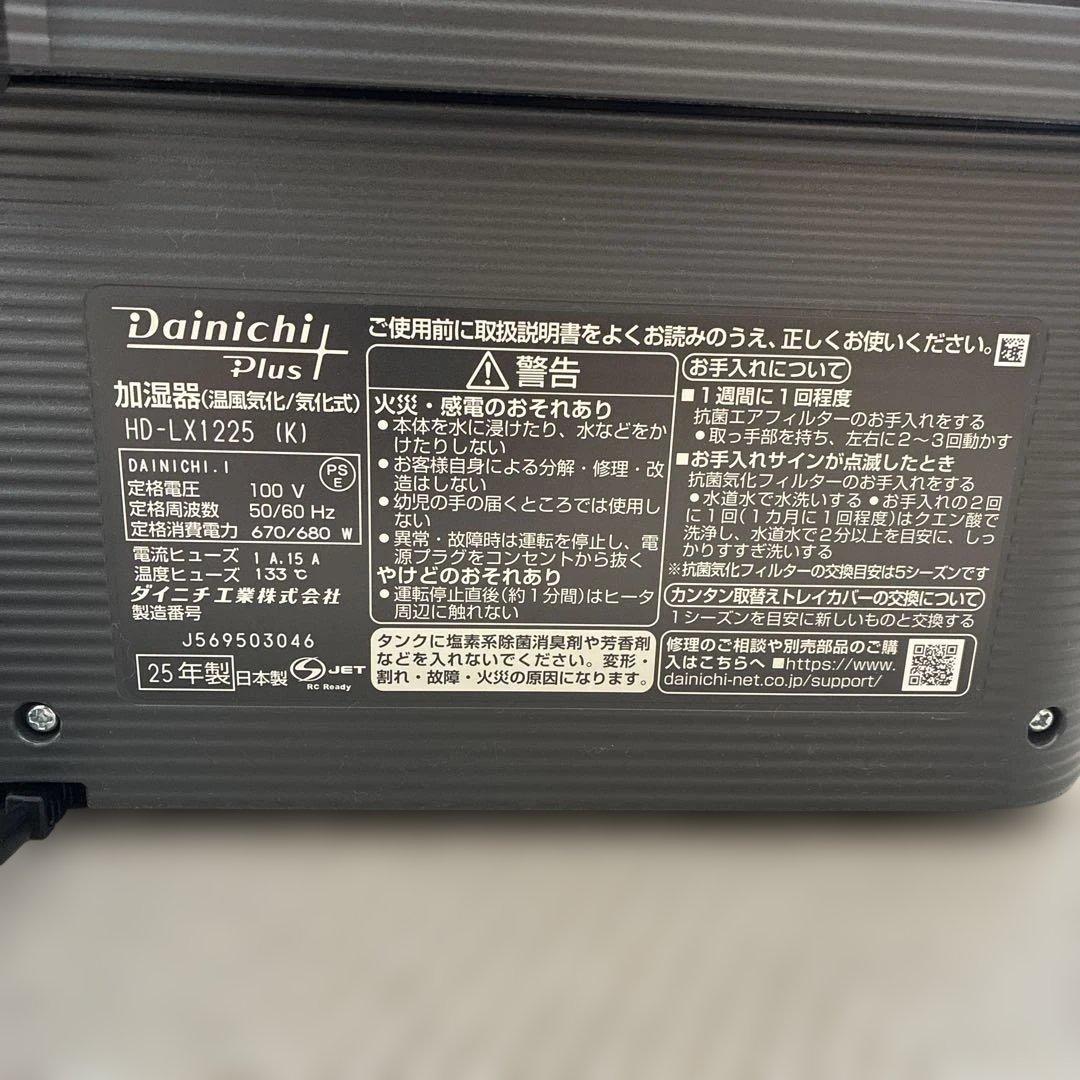 Dainichi
Plus
加湿器(温風気化/気化式)
HD-LX1225 (K)
DAINICHI.I
PS
E
定格電圧 100 V
定格周波数 50/60 Hz
定格消費電力 670/680 W
電流ヒューズ 1 A,15 A
温度ヒューズ 133 ℃
ダイニチ工業株式会社
製造番号
J569503046
25年製
日本製
S JET
RC Ready
ご使用前に取扱説明書をよくお読みのうえ、正しくお使いください。
警告
火災・感電のおそれあり
●本体を水に浸けたり、水などをか
けたりしない
●お客様自身による分解・修理・改
造はしない
●幼児の手の届くところでは使用し
ない
●異常・故障時は運転を停止し、電
源プラグをコンセントから抜く
やけどのおそれあり
●運転停止直後(約1分間)はヒータ
周辺に触れない
タンクに塩素系除菌消臭剤や芳香剤
などを入れないでください。変形・
割れ・故障・火災の原因になります。
お手入れについて
■1週間に1回程度
抗菌エアフィルターのお手入れをする
●取っ手部を持ち、左右に2～3回動かす
■お手入れサインが点滅したとき
抗菌気化フィルターのお手入れをする
●水道水で水洗いする ●お手入れの2回
に1回(1カ月に1回程度)はクエン酸で
洗浄し、水道水で2分以上を目安に、しっ
かりすすぎ洗いする
※抗菌気化フィルターの交換目安は5シーズンです
カンタン取替えトレイカバーの交換について
1シーズンを目安に新しいものと交換する
修理のご相談や別売部品のご購
入はこちらへ ■https://www.
dainichi-net.co.jp/support/